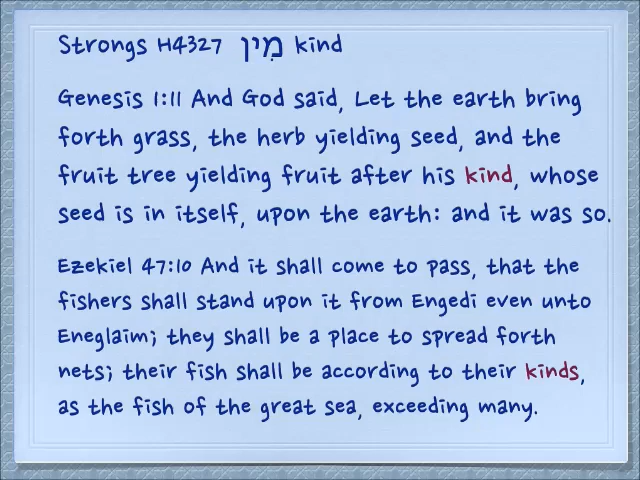 Strongs H4327 מִין kind
Genesis 1:11 And God said, Let the earth bring
forth grass, the herb yielding seed, and the
fruit tree yielding fruit after his kind, whose
seed is in itself, upon the earth: and it was so.
Ezekiel 47:10 And it shall come to pass, that the
fishers shall stand upon it from Engedi even unto
Eneglaim; they shall be a place to spread forth
nets; their fish shall be according to their kinds,
as the fish of the great sea, exceeding many.